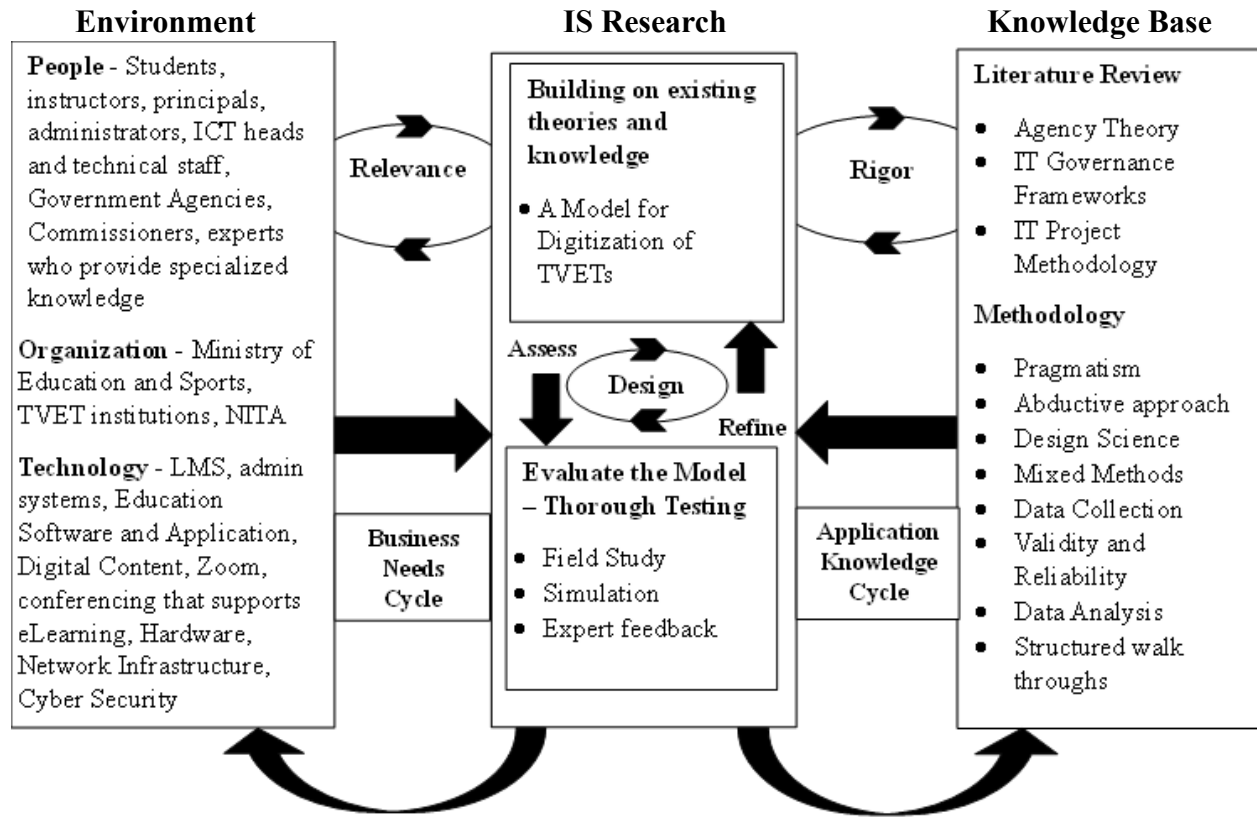 Environment
IS Research
Knowledge Base
People - Students,
instructors, principals,
administrators, ICT heads
and technical staff,
Government Agencies,
Commissioners, experts
who provide specialized
knowledge
Organization - Ministry of
Education and Sports,
TVET institutions, NITA
Technology - LMS, admin
systems, Education
Software and Application,
Digital Content, Zoom,
conferencing that supports
eLearning, Hardware,
Network Infrastructure,
Cyber Security
Relevance
Business
Needs
Cycle
Building on existing
theories and
knowledge
● A Model for
Digitization of
TVETs
Assess
Design
Refine
Evaluate the Model
– Thorough Testing
● Field Study
● Simulation
● Expert feedback
Rigor
Application
Knowledge
Cycle
Literature Review
● Agency Theory
● IT Governance
Frameworks
● IT Project
Methodology
Methodology
● Pragmatism
● Abductive approach
● Design Science
● Mixed Methods
● Data Collection
● Validity and
Reliability
● Data Analysis
● Structured walk
throughs